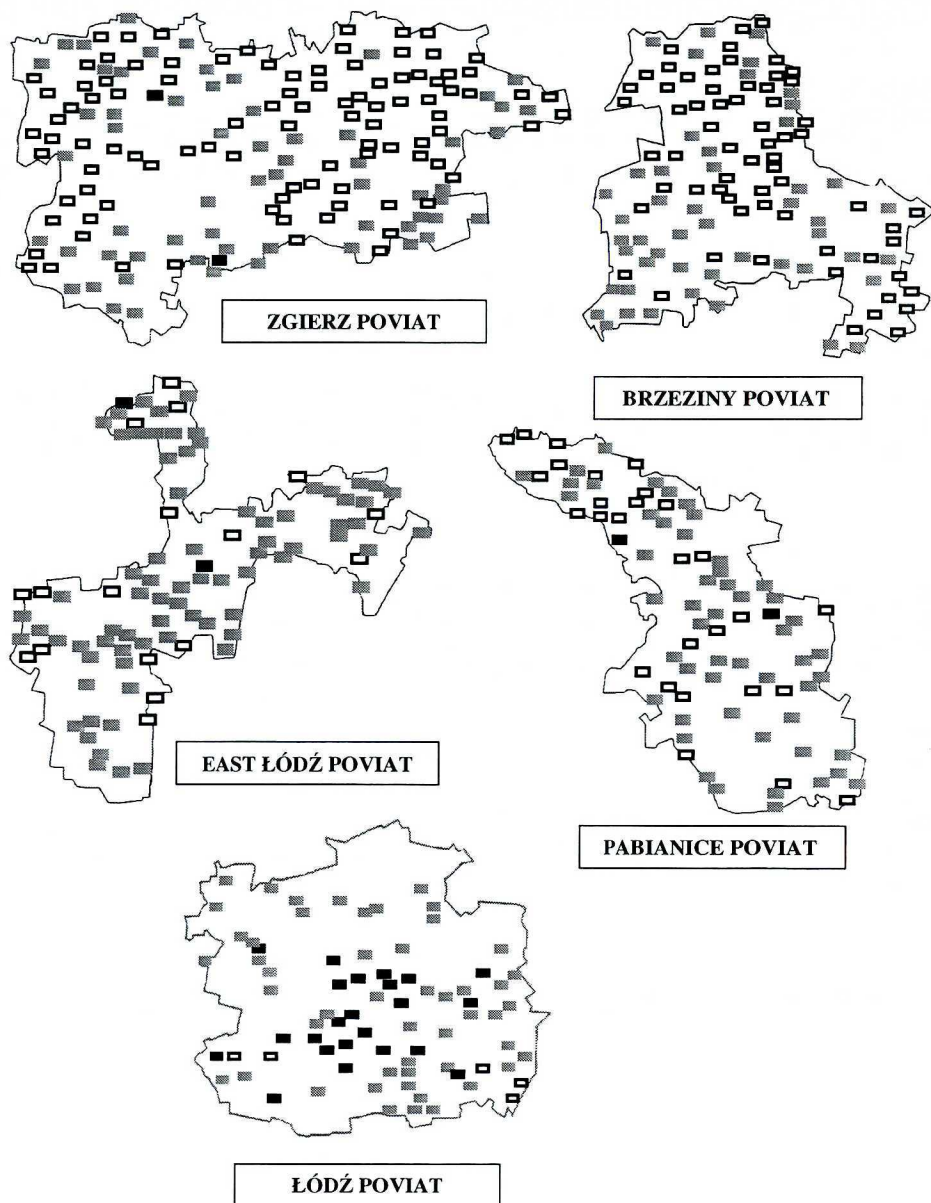 ZGIERZ POVIAT
BRZEZINY POVIAT
EAST ŁÓDŹ POVIAT
PABIANICE POVIAT
ŁÓDŹ POVIAT